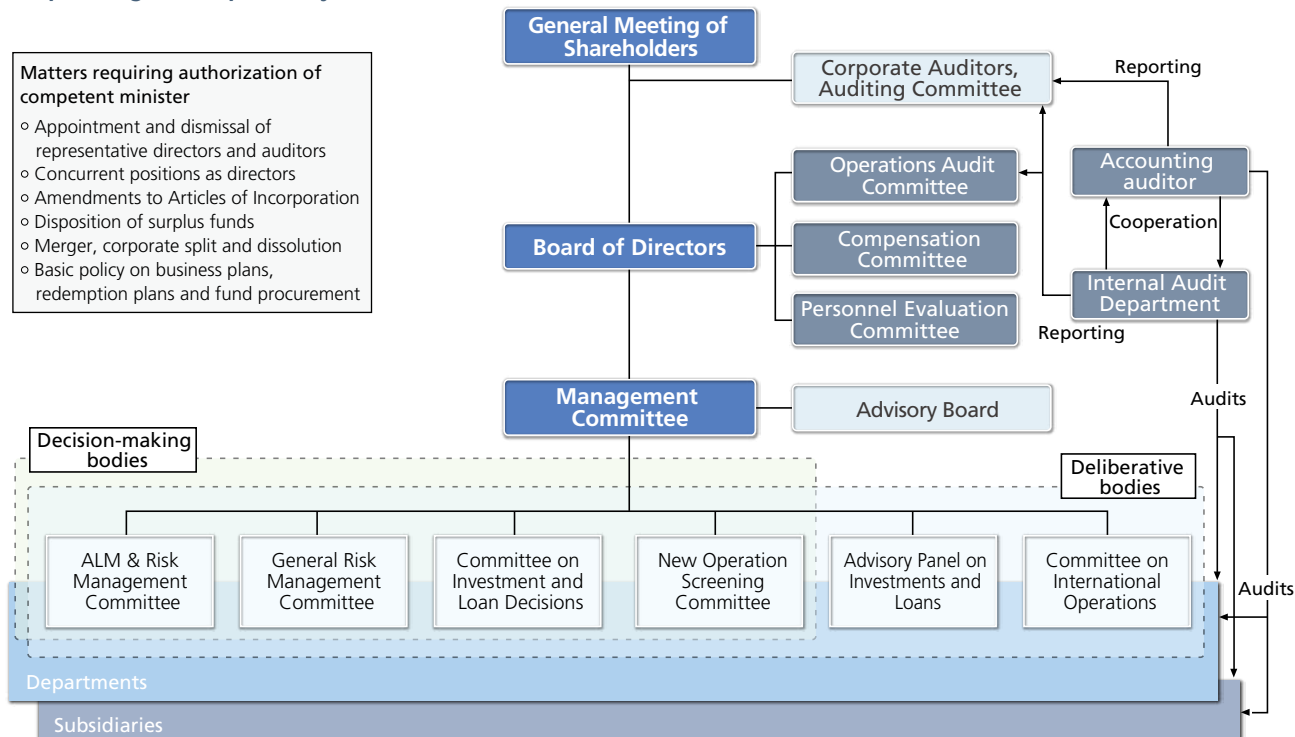 General Meeting of
Shareholders
Matters requiring authorization of
competent minister
Appointment and dismissal of
representative directors and auditors
Concurrent positions as directors
Amendments to Articles of Incorporation
Disposition of surplus funds
Merger, corporate split and dissolution
Basic policy on business plans,
redemption plans and fund procurement
Corporate Auditors,
Auditing Committee
Reporting
Operations Audit
Committee
Accounting
auditor
Cooperation
Board of Directors
Compensation
Committee
Internal Audit
Department
Personnel Evaluation
Committee
Reporting
Management
Committee
Advisory Board
Audits
Decision-making
bodies
Deliberative
bodies
ALM & Risk
Management
Committee
General Risk
Management
Committee
Committee on
Investment and
Loan Decisions
New Operation
Screening
Committee
Advisory Panel on
Investments and
Loans
Committee on
International
Operations
Audits
Departments
Subsidiaries